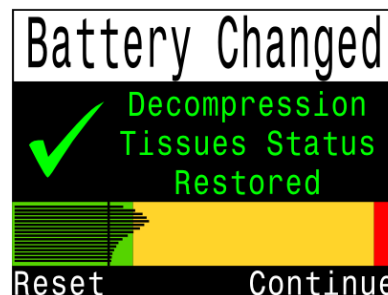 Battery Changed
Decompression
Tissues Status
Restored
Reset Continue